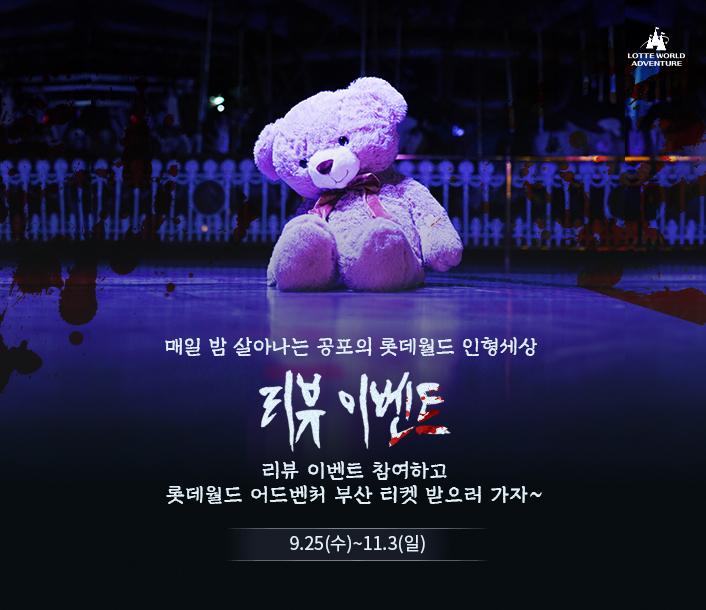 LOTTE WORLD
ADVENTURE
매일 밤 살아나는 공포의 롯데월드 인형세상
리뷰 이벤트
리뷰 이벤트 참여하고
롯데월드 어드벤처 부산 티켓 받으러 가자~
9.25(수)~11.3(일)